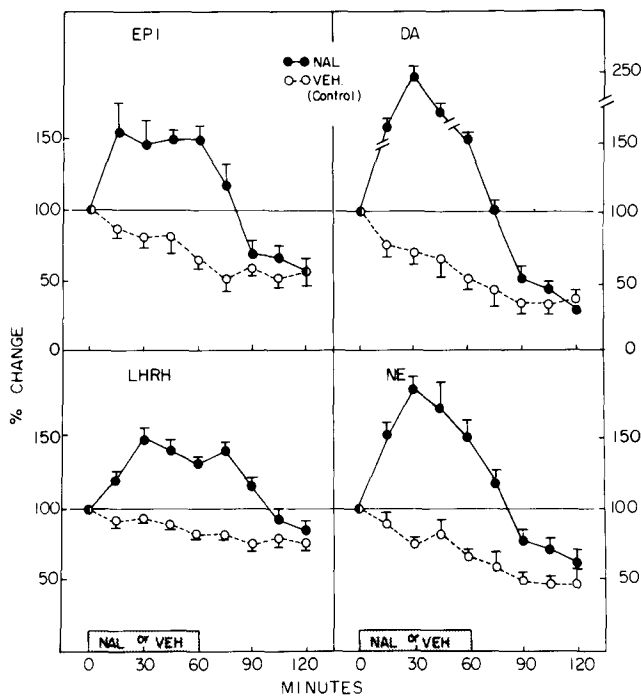 EPI
DA
NAL
VEH.
(Control)
250
150
150
100
100
50
50
0
0
% CHANGE
LHRH
NE
150
150
100
100
50
50
NAL or VEH
NAL or VEH
0 30 60 90 120
0 30 60 90 120
MINUTES